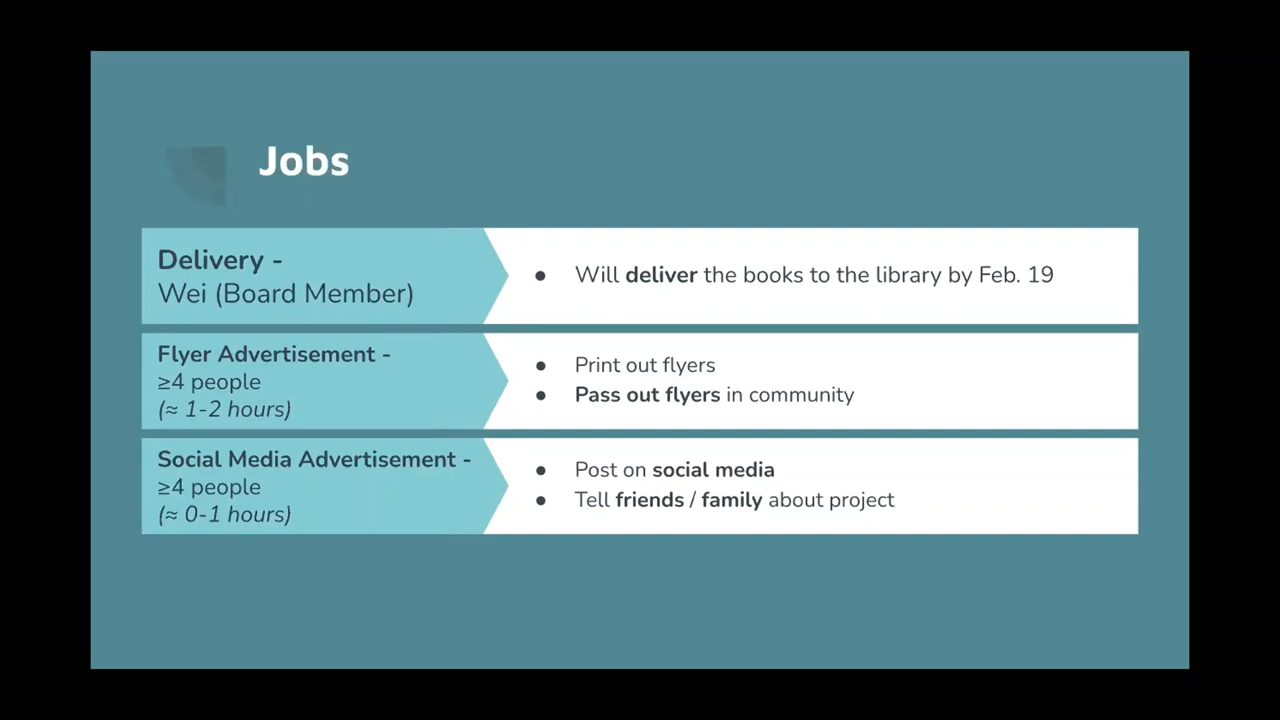 Jobs
Delivery -
Wei (Board Member)
● Will deliver the books to the library by Feb. 19
Flyer Advertisement -
≥4 people
(≈ 1-2 hours)
● Print out flyers
● Pass out flyers in community
Social Media Advertisement -
≥4 people
(≈ 0-1 hours)
● Post on social media
● Tell friends / family about project